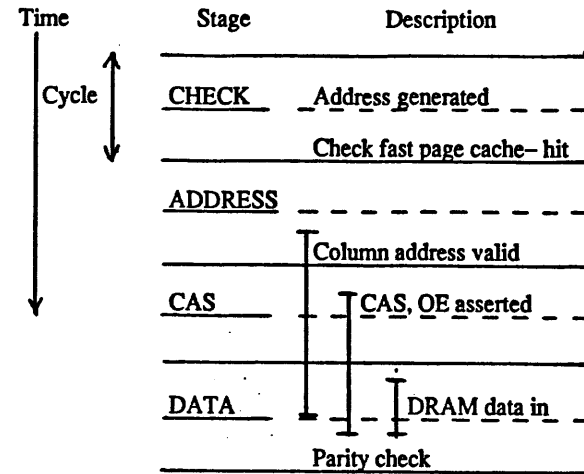 Time Stage Description
Cycle CHECK Address generated
Check fast page cache– hit
ADDRESS
Column address valid
CAS CAS, OE asserted
DATA DRAM data in
Parity check